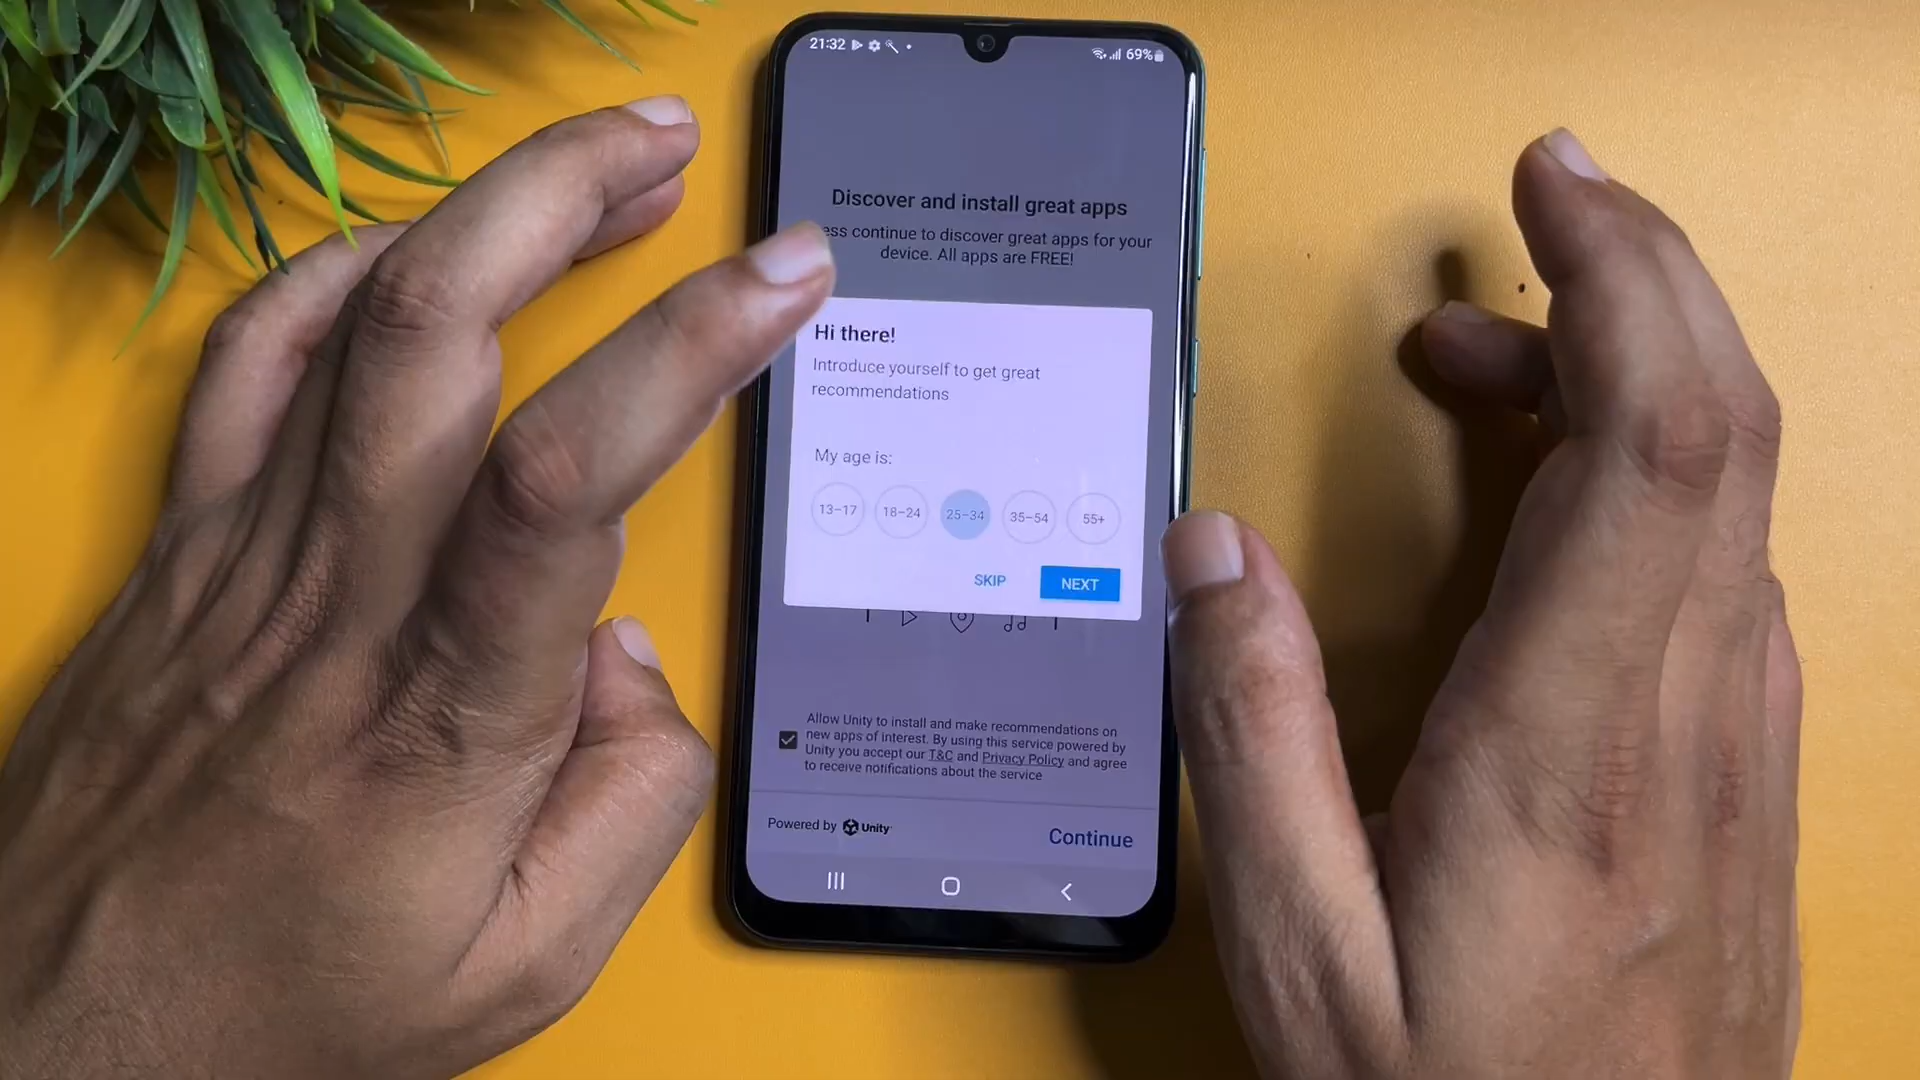 21:32
69%
Discover and install great apps
ess continue to discover great apps for your
device. All apps are FREE!
Hi there!
Introduce yourself to get great
recommendations
My age is:
13–17 18–24 25–34 35–54 55+
SKIP NEXT
Allow Unity to install and make recommendations on
new apps of interest. By using this service powered by
Unity you accept our T&C and Privacy Policy and agree
to receive notifications about the service
Powered by Unity
Continue